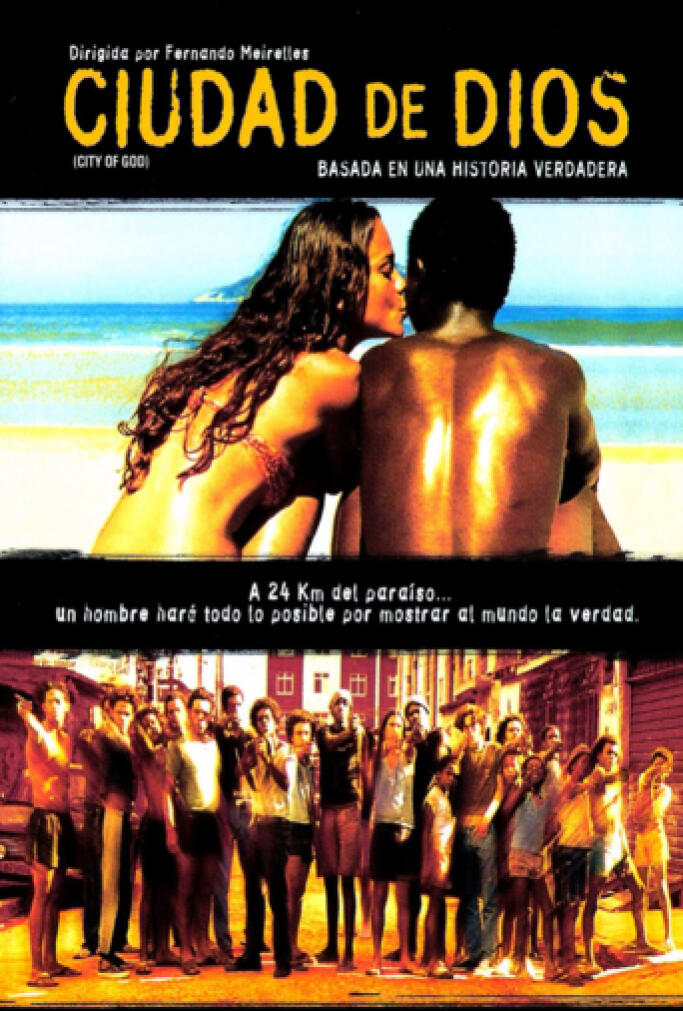 Dirigida por Fernando Meirelles
CIUDAD DE DIOS
(CITY OF GOD)
BASADA EN UNA HISTORIA VERDADERA
A 24 Km del paraíso...
un hombre hará todo lo posible por mostrar al mundo la verdad.